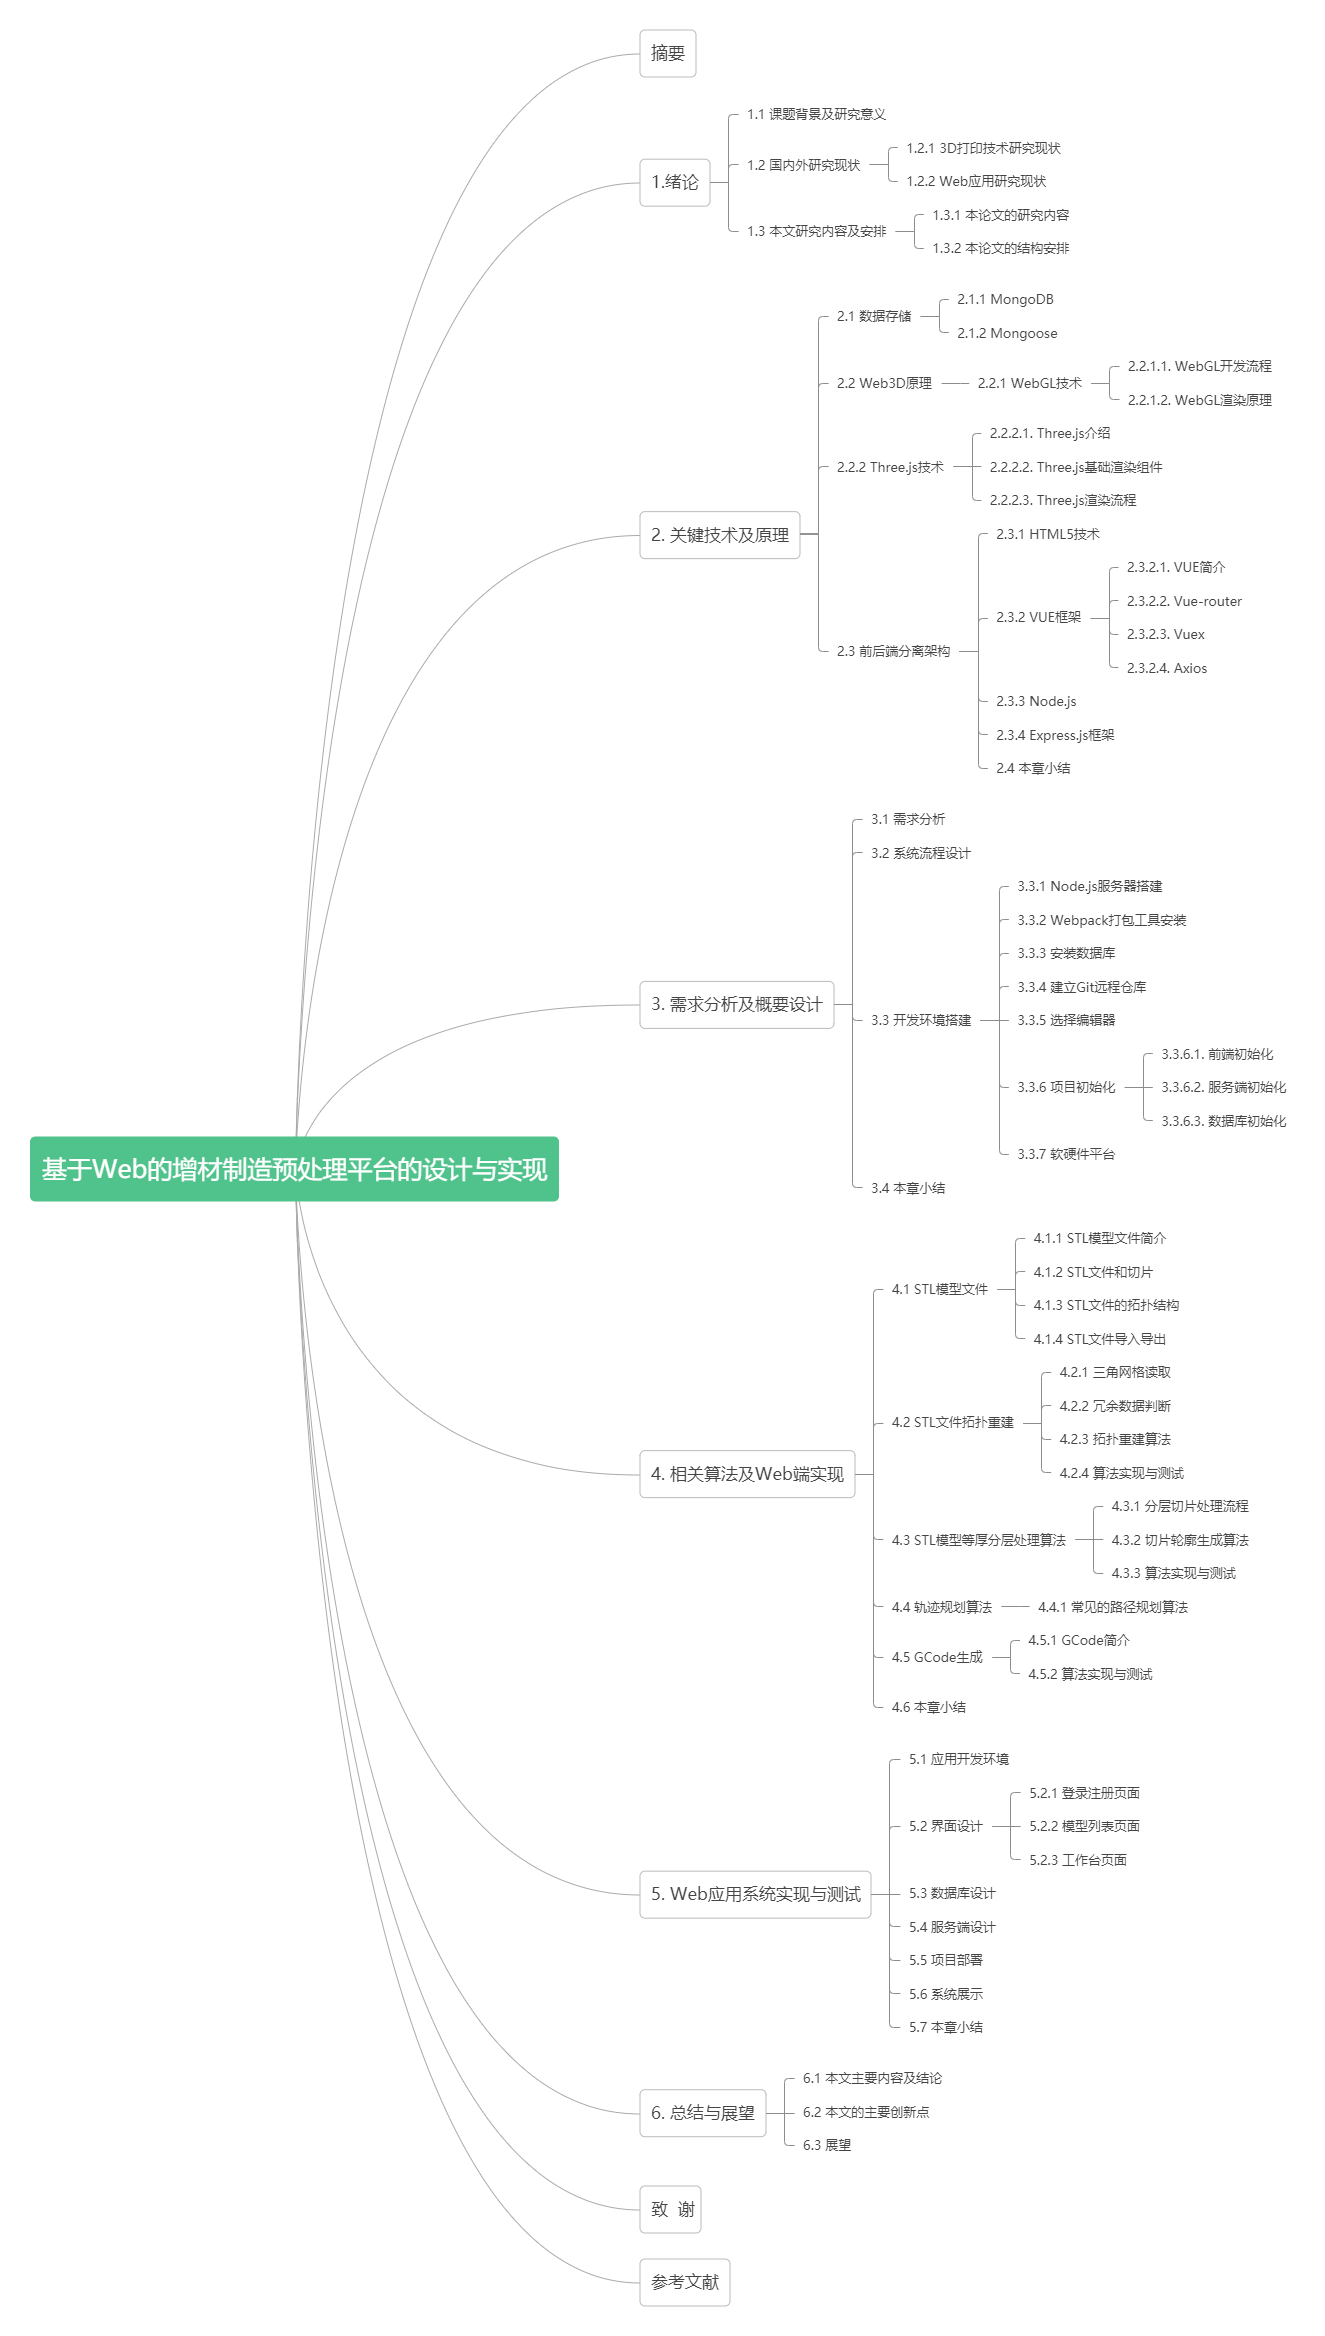 基于Web的增材制造预处理平台的设计与实现
摘要
1.绪论
1.1 课题背景及研究意义
1.2 国内外研究现状
1.2.1 3D打印技术研究现状
1.2.2 Web应用研究现状
1.3 本文研究内容及安排
1.3.1 本论文的研究内容
1.3.2 本论文的结构安排
2. 关键技术及原理
2.1 数据存储
2.1.1 MongoDB
2.1.2 Mongoose
2.2 Web3D原理
2.2.1 WebGL技术
2.2.1.1. WebGL开发流程
2.2.1.2. WebGL渲染原理
2.2.2 Three.js技术
2.2.2.1. Three.js介绍
2.2.2.2. Three.js基础渲染组件
2.2.2.3. Three.js渲染流程
2.3 前后端分离架构
2.3.1 HTML5技术
2.3.2 VUE框架
2.3.2.1. VUE简介
2.3.2.2. Vue-router
2.3.2.3. Vuex
2.3.2.4. Axios
2.3.3 Node.js
2.3.4 Express.js框架
2.4 本章小结
3. 需求分析及概要设计
3.1 需求分析
3.2 系统流程设计
3.3 开发环境搭建
3.3.1 Node.js服务器搭建
3.3.2 Webpack打包工具安装
3.3.3 安装数据库
3.3.4 建立Git远程仓库
3.3.5 选择编辑器
3.3.6 项目初始化
3.3.6.1. 前端初始化
3.3.6.2. 服务端初始化
3.3.6.3. 数据库初始化
3.3.7 软硬件平台
3.4 本章小结
4. 相关算法及Web端实现
4.1 STL模型文件
4.1.1 STL模型文件简介
4.1.2 STL文件和切片
4.1.3 STL文件的拓扑结构
4.1.4 STL文件导入导出
4.2 STL文件拓扑重建
4.2.1 三角网格读取
4.2.2 冗余数据判断
4.2.3 拓扑重建算法
4.2.4 算法实现与测试
4.3 STL模型等厚分层处理算法
4.3.1 分层切片处理流程
4.3.2 切片轮廓生成算法
4.3.3 算法实现与测试
4.4 轨迹规划算法
4.4.1 常见的路径规划算法
4.5 GCode生成
4.5.1 GCode简介
4.5.2 算法实现与测试
4.6 本章小结
5. Web应用系统实现与测试
5.1 应用开发环境
5.2 界面设计
5.2.1 登录注册页面
5.2.2 模型列表页面
5.2.3 工作台页面
5.3 数据库设计
5.4 服务端设计
5.5 项目部署
5.6 系统展示
5.7 本章小结
6. 总结与展望
6.1 本文主要内容及结论
6.2 本文的主要创新点
6.3 展望
致 谢
参考文献